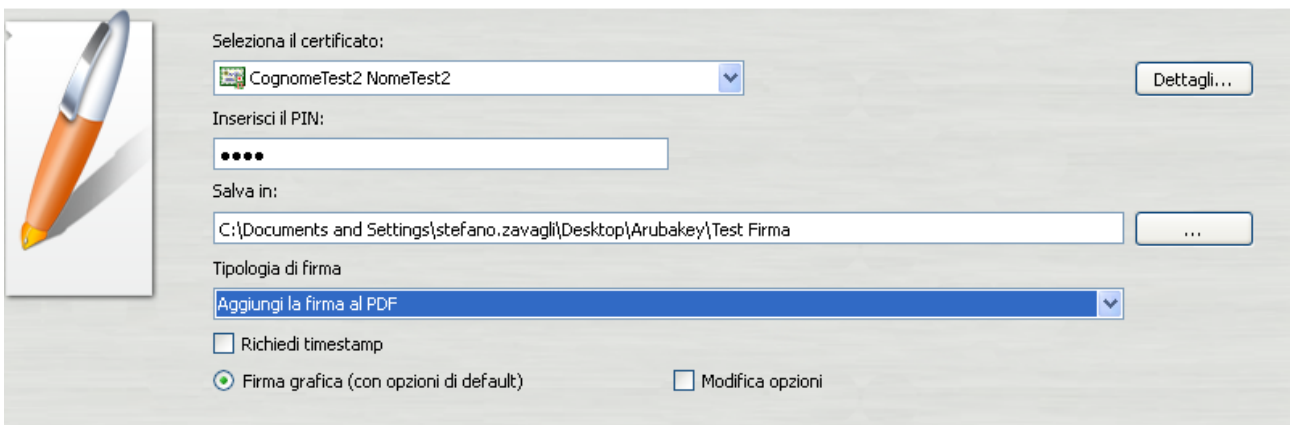 Seleziona il certificato:
CognomeTest2 NomeTest2
Dettagli...
Inserisci il PIN:
••••
Salva in:
C:\Documents and Settings\stefano.zavagli\Desktop\Arubakey\Test Firma
...
Tipologia di firma
Aggiungi la firma al PDF
Richiedi timestamp
Firma grafica (con opzioni di default)
Modifica opzioni